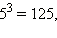 5³ = 125,